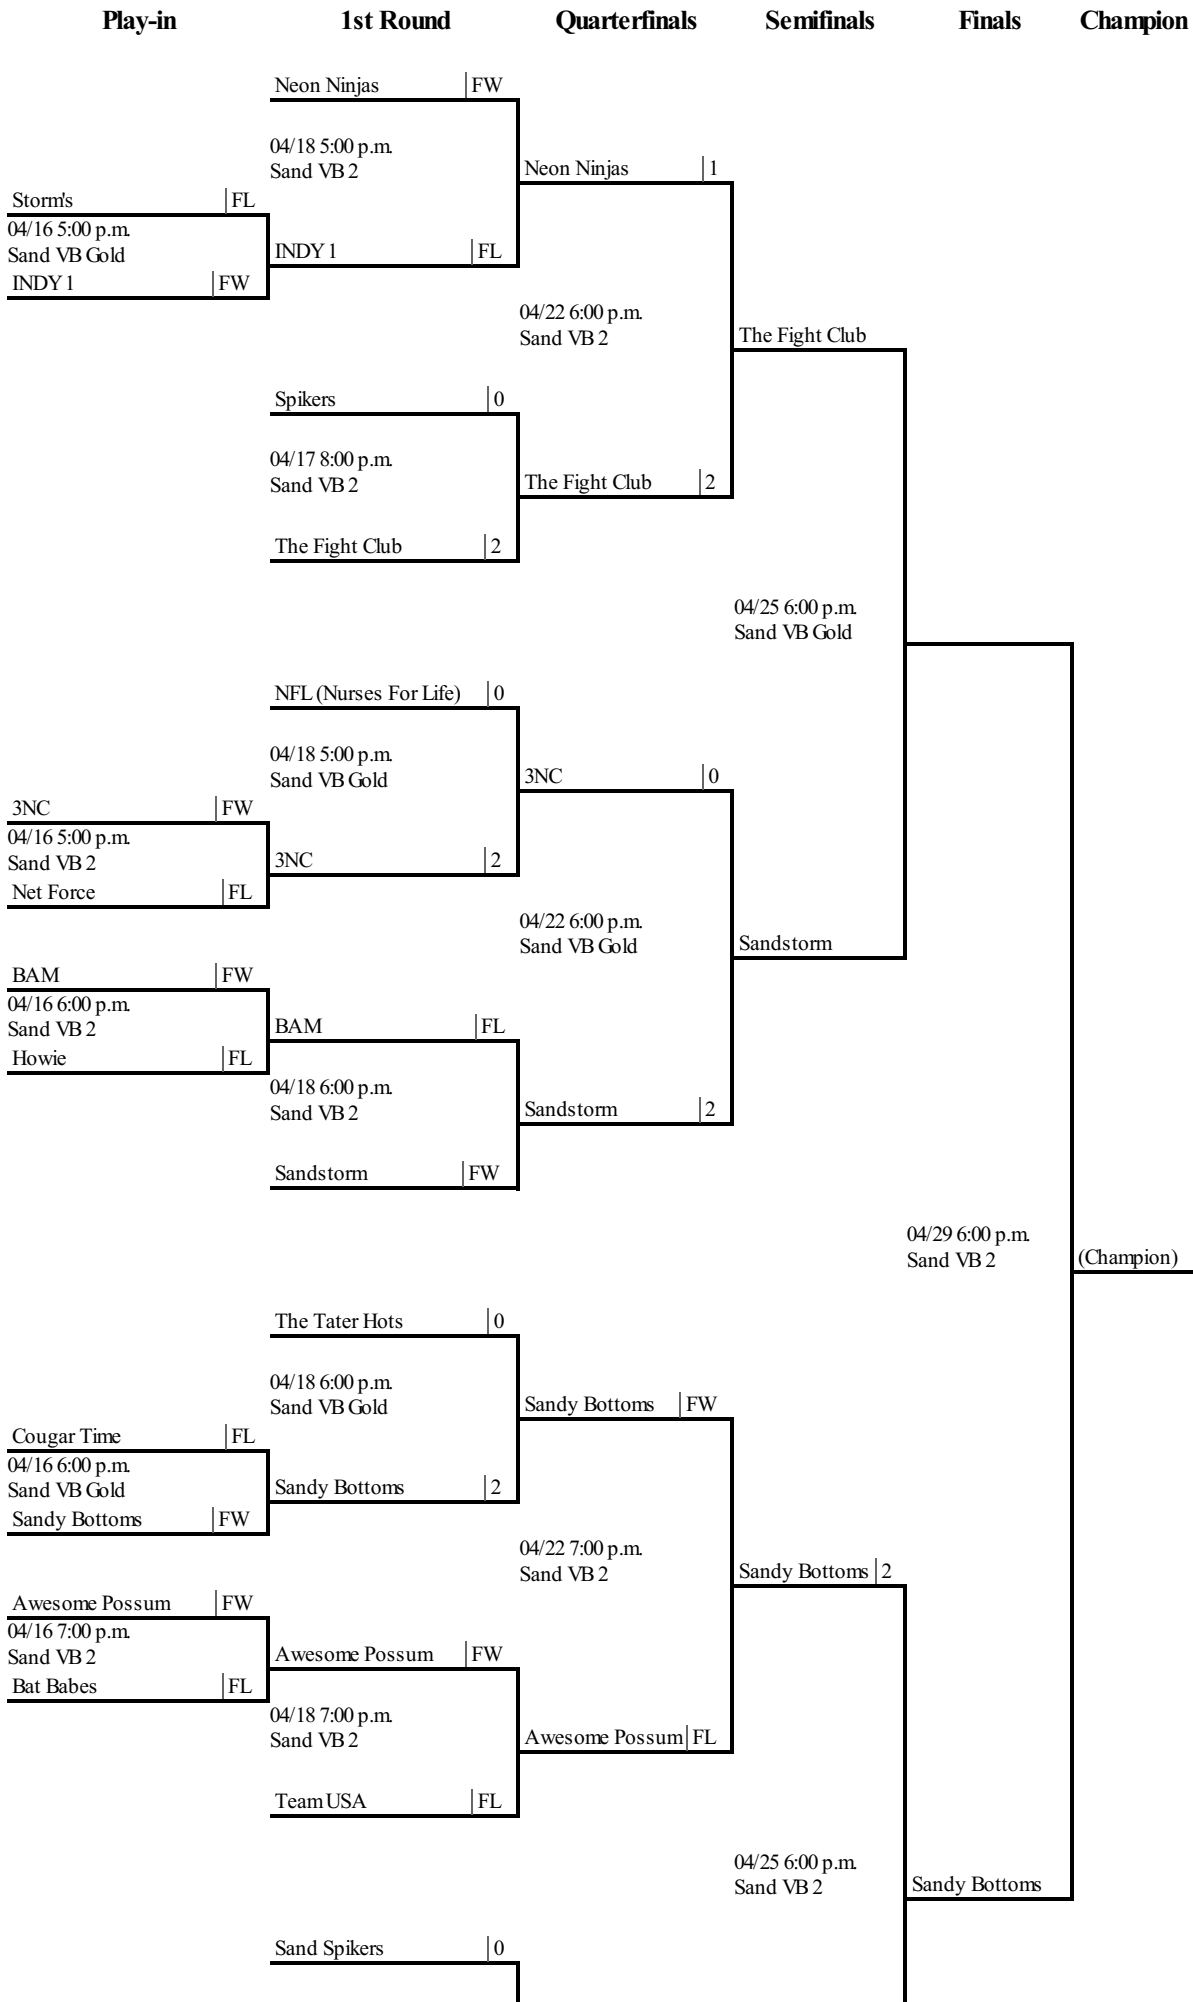 Play-in 1st Round Quarterfinals Semifinals Finals Champion
Neon Ninjas FW
04/18 5:00 p.m.
Sand VB 2
Neon Ninjas 1
Storm's FL
04/16 5:00 p.m.
Sand VB Gold
INDY 1 FL
INDY 1 FW
04/22 6:00 p.m.
Sand VB 2
The Fight Club
Spikers 0
04/17 8:00 p.m.
Sand VB 2
The Fight Club 2
The Fight Club 2
04/25 6:00 p.m.
Sand VB Gold
NFL (Nurses For Life) 0
04/18 5:00 p.m.
Sand VB Gold
3NC 0
3NC FW
04/16 5:00 p.m.
Sand VB 2
3NC 2
Net Force FL
04/22 6:00 p.m.
Sand VB Gold
Sandstorm
BAM FW
04/16 6:00 p.m.
Sand VB 2
BAM FL
Howie FL
04/18 6:00 p.m.
Sand VB 2
Sandstorm 2
Sandstorm FW
04/29 6:00 p.m.
Sand VB 2
(Champion)
The Tater Hots 0
04/18 6:00 p.m.
Sand VB Gold
Sandy Bottoms FW
Cougar Time FL
04/16 6:00 p.m.
Sand VB Gold
Sandy Bottoms 2
Sandy Bottoms FW
04/22 7:00 p.m.
Sand VB 2
Sandy Bottoms 2
Awesome Possum FW
04/16 7:00 p.m.
Sand VB 2
Awesome Possum FW
Bat Babes FL
04/18 7:00 p.m.
Sand VB 2
Awesome Possum FL
Team USA FL
04/25 6:00 p.m.
Sand VB 2
Sandy Bottoms
Sand Spikers 0